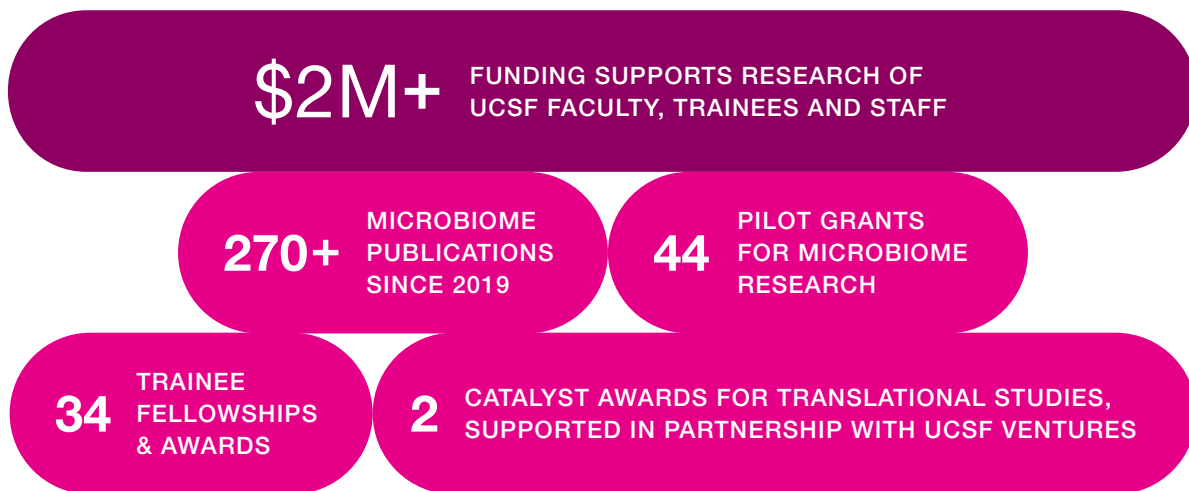 $2M+
FUNDING SUPPORTS RESEARCH OF
UCSF FACULTY, TRAINEES AND STAFF
270+
MICROBIOME
PUBLICATIONS
SINCE 2019
44
PILOT GRANTS
FOR MICROBIOME
RESEARCH
34
TRAINEE
FELLOWSHIPS
& AWARDS
2
CATALYST AWARDS FOR TRANSLATIONAL STUDIES,
SUPPORTED IN PARTNERSHIP WITH UCSF VENTURES